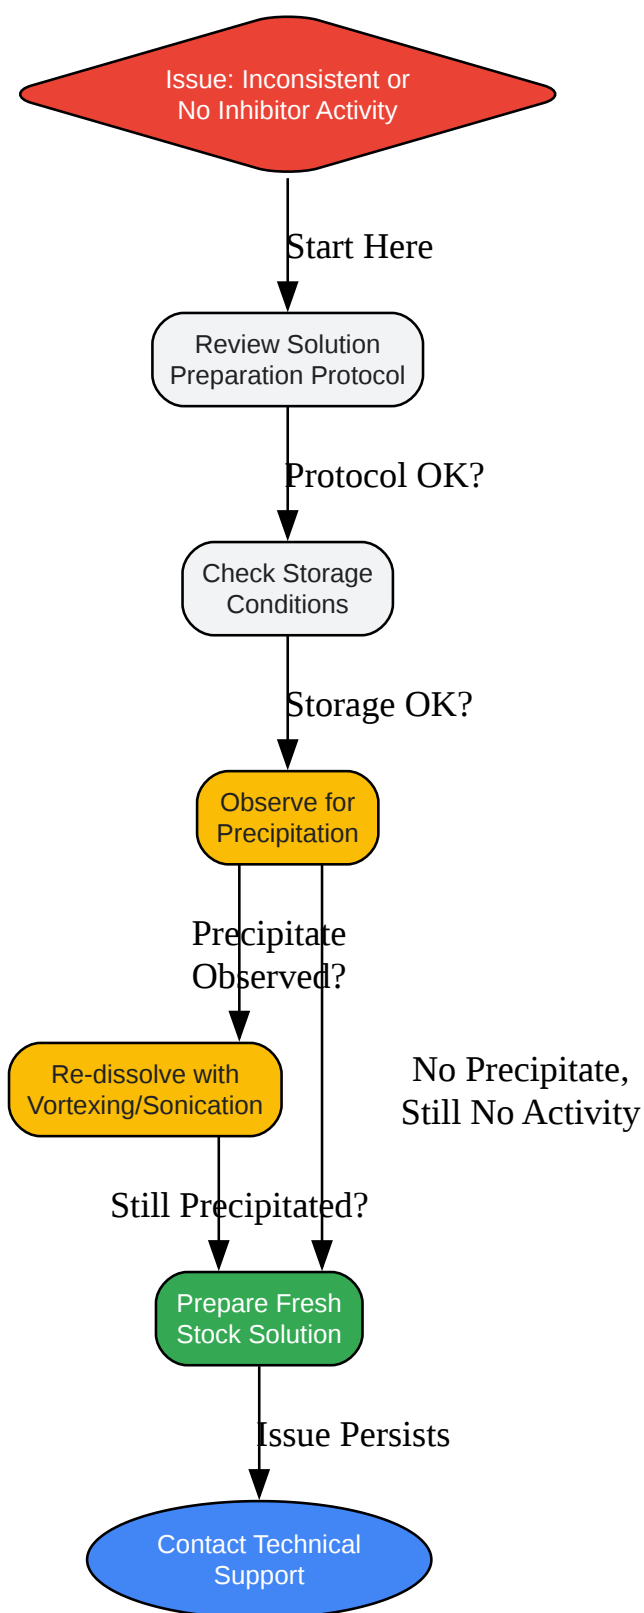 Issue: Inconsistent or
No Inhibitor Activity
Start Here
Review Solution
Preparation Protocol
Protocol OK?
Check Storage
Conditions
Storage OK?
Observe for
Precipitation
Precipitate
Observed?
Re-dissolve with
Vortexing/Sonication
No Precipitate,
Still No Activity
Still Precipitated?
Prepare Fresh
Stock Solution
Issue Persists
Contact Technical
Support